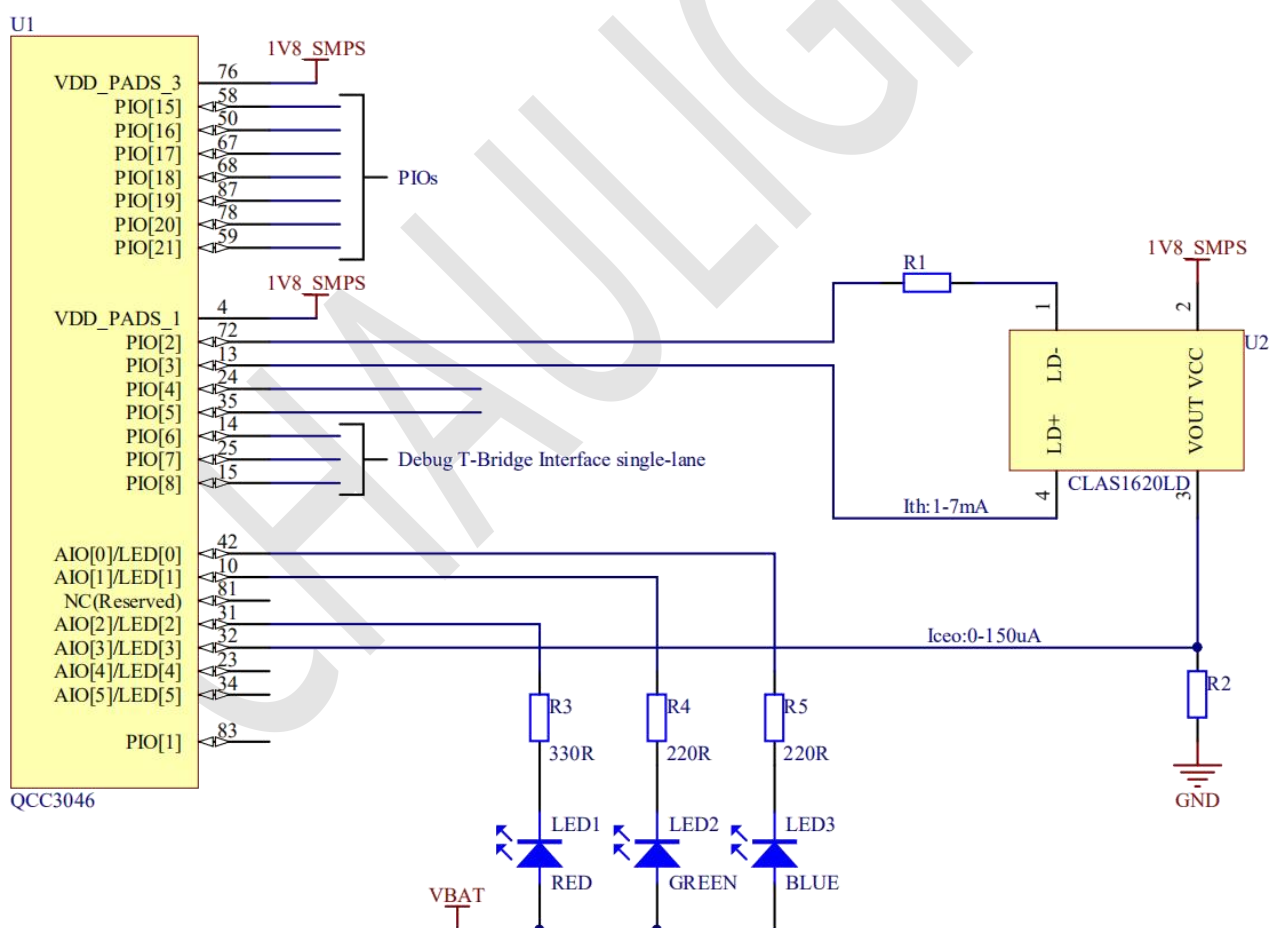 U1
1V8_SMPS
VDD_PADS_3 76
PIO[15] 58
PIO[16] 50
PIO[17] 67
PIO[18] 68
PIO[19] 87
PIO[20] 78
PIO[21] 59
PIOs
1V8_SMPS
VDD_PADS_1 4
PIO[2] 72
PIO[3] 13
PIO[4] 24
PIO[5] 35
PIO[6] 14
PIO[7] 25
PIO[8] 15
Debug T-Bridge Interface single-lane
AIO[0]/LED[0] 42
AIO[1]/LED[1] 10
NC(Reserved) 81
AIO[2]/LED[2] 31
AIO[3]/LED[3] 32
AIO[4]/LED[4] 23
AIO[5]/LED[5] 34
PIO[1] 83
QCC3046
R1
1V8_SMPS
1
2
U2
LD-
VCC
LD+
VOUT
CLAS1620LD
4
3
Ith:1-7mA
Iceo:0-150uA
R2
GND
R3
330R
R4
220R
R5
220R
LED1
RED
LED2
GREEN
LED3
BLUE
VBAT
CHAULIGH